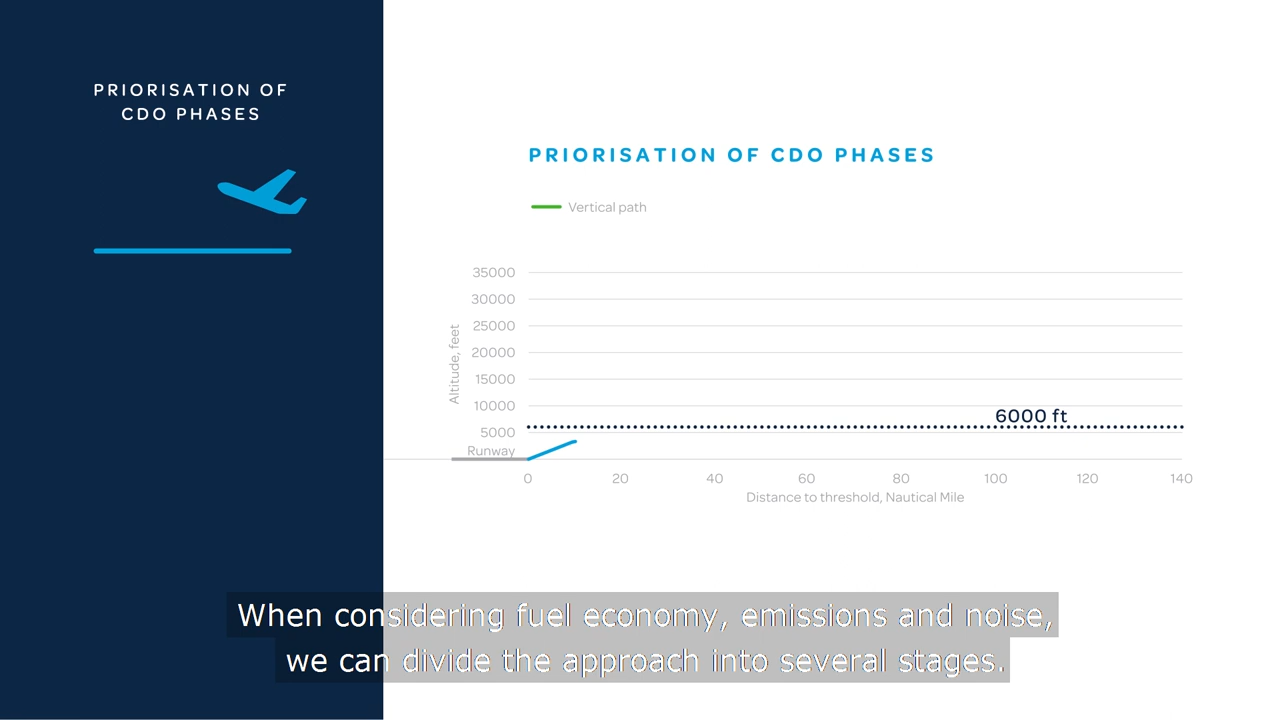 PRIORISATION OF
CDO PHASES
PRIORISATION OF CDO PHASES
Vertical path
35000
30000
25000
20000
15000
10000
5000
Runway
Altitude, feet
6000 ft
0 20 40 60 80 100 120 140
Distance to threshold, Nautical Mile
When considering fuel economy, emissions and noise,
we can divide the approach into several stages.